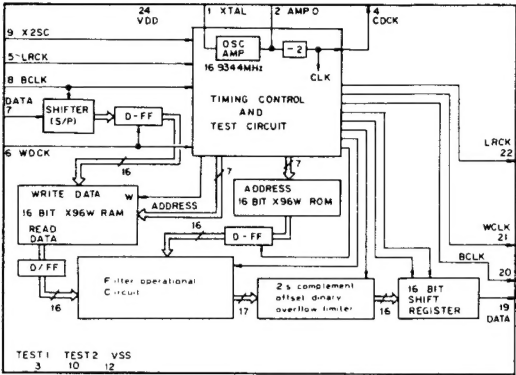 24
VDD
1 XTAL
2 AMPO
4
CDCK
9 X2SC
5 LRCK
8 BCLK
DATA
7
6 WDCK
OSC
AMP
-2
16 9344MHz
CLK
TIMING CONTROL
AND
TEST CIRCUIT
SHIFTER
(S/P)
D-FF
16
WRITE DATA
W
16 BIT X96W RAM
READ
DATA
ADDRESS
7
7
ADDRESS
16 BIT X96W ROM
16
D-FF
D/FF
16
Filter operational
Circuit
17
2s complement
offset dinary
overflow limiter
16
16 BIT
SHIFT
REGISTER
LRCK
22
WCLK
21
BCLK
20
19
DATA
TEST1 TEST2 VSS
3 10 12